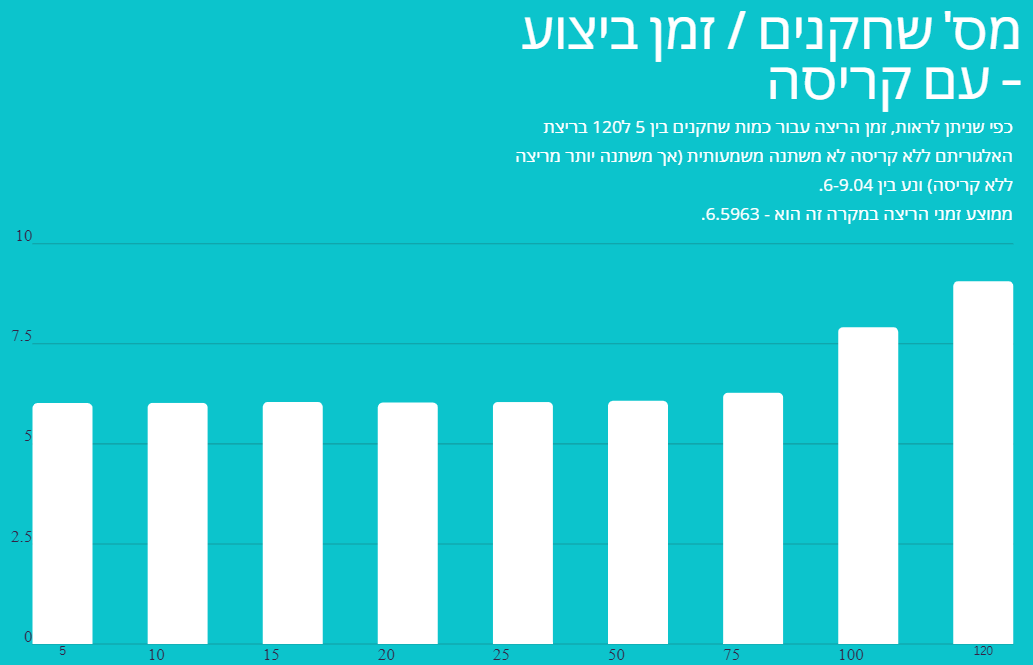 מס' שחקנים / זמן ביצוע
– עם קריסה
כפי שניתן לראות, זמן הריצה עבור כמות שחקנים בין 5 ל120 בריצת
האלגוריתם ללא קריסה לא משתנה משמעותית (אך משתנה יותר מריצה
ללא קריסה) ונע בין 6-9.04.
ממוצע זמני הריצה במקרה זה הוא - 6.5963.
10
7.5
5
2.5
0
5 10 15 20 25 50 75 100 120